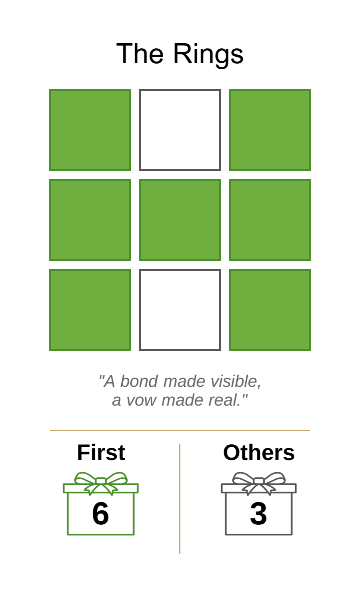 The Rings
"A bond made visible,
a vow made real."
First
Others
6
3